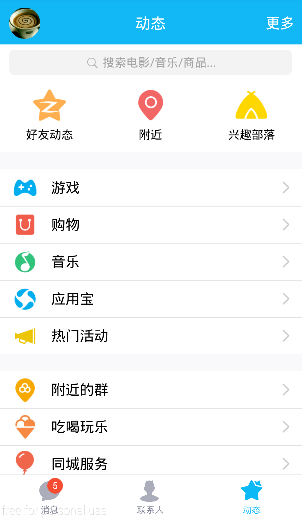 动态
更多
搜索电影/音乐/商品...
好友动态
附近
兴趣部落
游戏
购物
音乐
应用宝
热门活动
附近的群
吃喝玩乐
同城服务
5
消息
联系人
动态
free for personal use